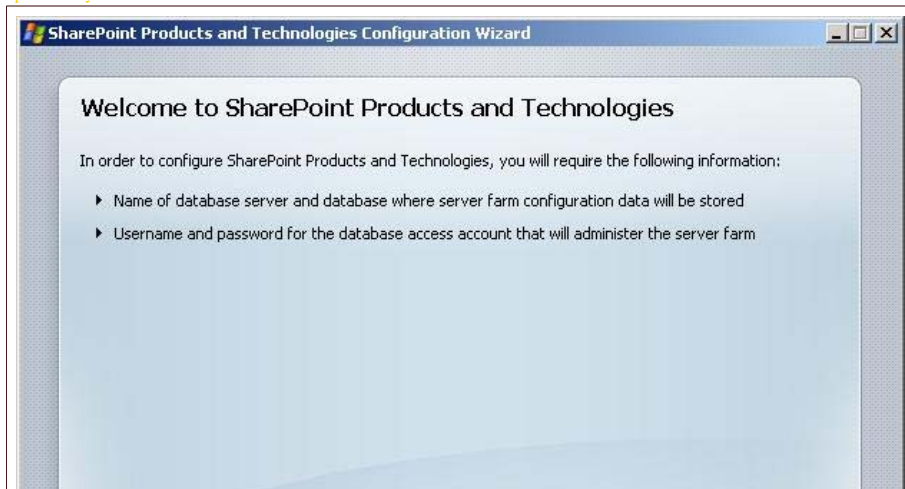 SharePoint Products and Technologies Configuration Wizard
Welcome to SharePoint Products and Technologies
In order to configure SharePoint Products and Technologies, you will require the following information:
Name of database server and database where server farm configuration data will be stored
Username and password for the database access account that will administer the server farm